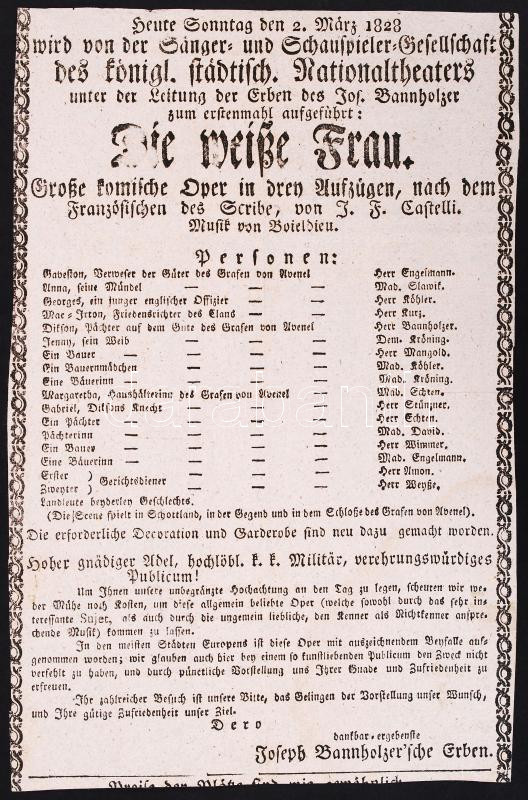 Heute Sonntag den 2. März 1828
wird von der Sänger- und Schauspieler-Gesellschaft
des königl. städtisch. Nationaltheaters
unter der Leitung der Erben des Jos. Bannholzer
zum erstenmahl aufgeführt:
Die weiße Frau.
Große komische Oper in drey Aufzügen, nach dem
Französischen des Scribe, von J. F. Castelli.
Musik von Boieldieu.
Personen:
Gaveston, Verweser der Güter des Grafen von Avenel Herr Engelmann.
Anna, seine Mündel — — — Mad. Slawik.
Georges, ein junger englischer Offizier — — Herr Köhler.
Mac-Irton, Friedensrichter des Clans — — Herr Kurz.
Dikson, Pächter auf dem Gute des Grafen von Avenel Herr Bannholzer.
Jenny, sein Weib — — — Dem. Kröning.
Ein Bauer — — — — Herr Mangold.
Ein Bauernmädchen — — — Mad. Köhler.
Eine Bäuerinn — — — Mad. Kröning.
Margaretha, Haushälterinn des Grafen von Avenel Mad. Echten.
Gabriel, Diksons Knecht — — — Herr Stünzner.
Ein Pächter — — — Herr Echten.
Pächterinn — — — Mad. David.
Ein Bauer — — — Herr Wimmer.
Eine Bäuerinn — — — Mad. Engelmann.
Erster ) Gerichtsdiener — — — Herr Amon.
Zweyter ) — — — Herr Weyße.
Landleute beyderley Geschlechts.
(Die Scene spielt in Schottland, in der Gegend und in dem Schloße des Grafen von Avenel).
Die erforderliche Decoration und Garderobe sind neu dazu gemacht worden.
Hoher gnädiger Adel, hochlöbl. k. k. Militär, verehrungswürdiges
Publicum!
Um Ihnen unsere unbegränzte Hochachtung an den Tag zu legen, scheuten wir we-
der Mühe noch Kosten, um diese allgemein beliebte Oper (welche sowohl durch das sehr in-
teressante Sujet, als auch durch die ungemein liebliche, den Kenner als Nichtkenner anspre-
chende Musik) kommen zu lassen.
In den meisten Städten Europens ist diese Oper mit auszeichnendem Beyfalle auf-
genommen worden; wir glauben auch hier bey einem so kunstliebenden Publicum den Zweck nicht
verfehlt zu haben, und durch pünctliche Vorstellung uns Ihrer Gnade und Zufriedenheit zu
erfreuen.
Ihr zahlreicher Besuch ist unsere Bitte, das Gelingen der Vorstellung unser Wunsch,
und Ihre gütige Zufriedenheit unser Ziel.
Dero
dankbar-ergebenste
Joseph Bannholzer'sche Erben.
Preise der Plätze sind wie gewöhnlich.
darabanth